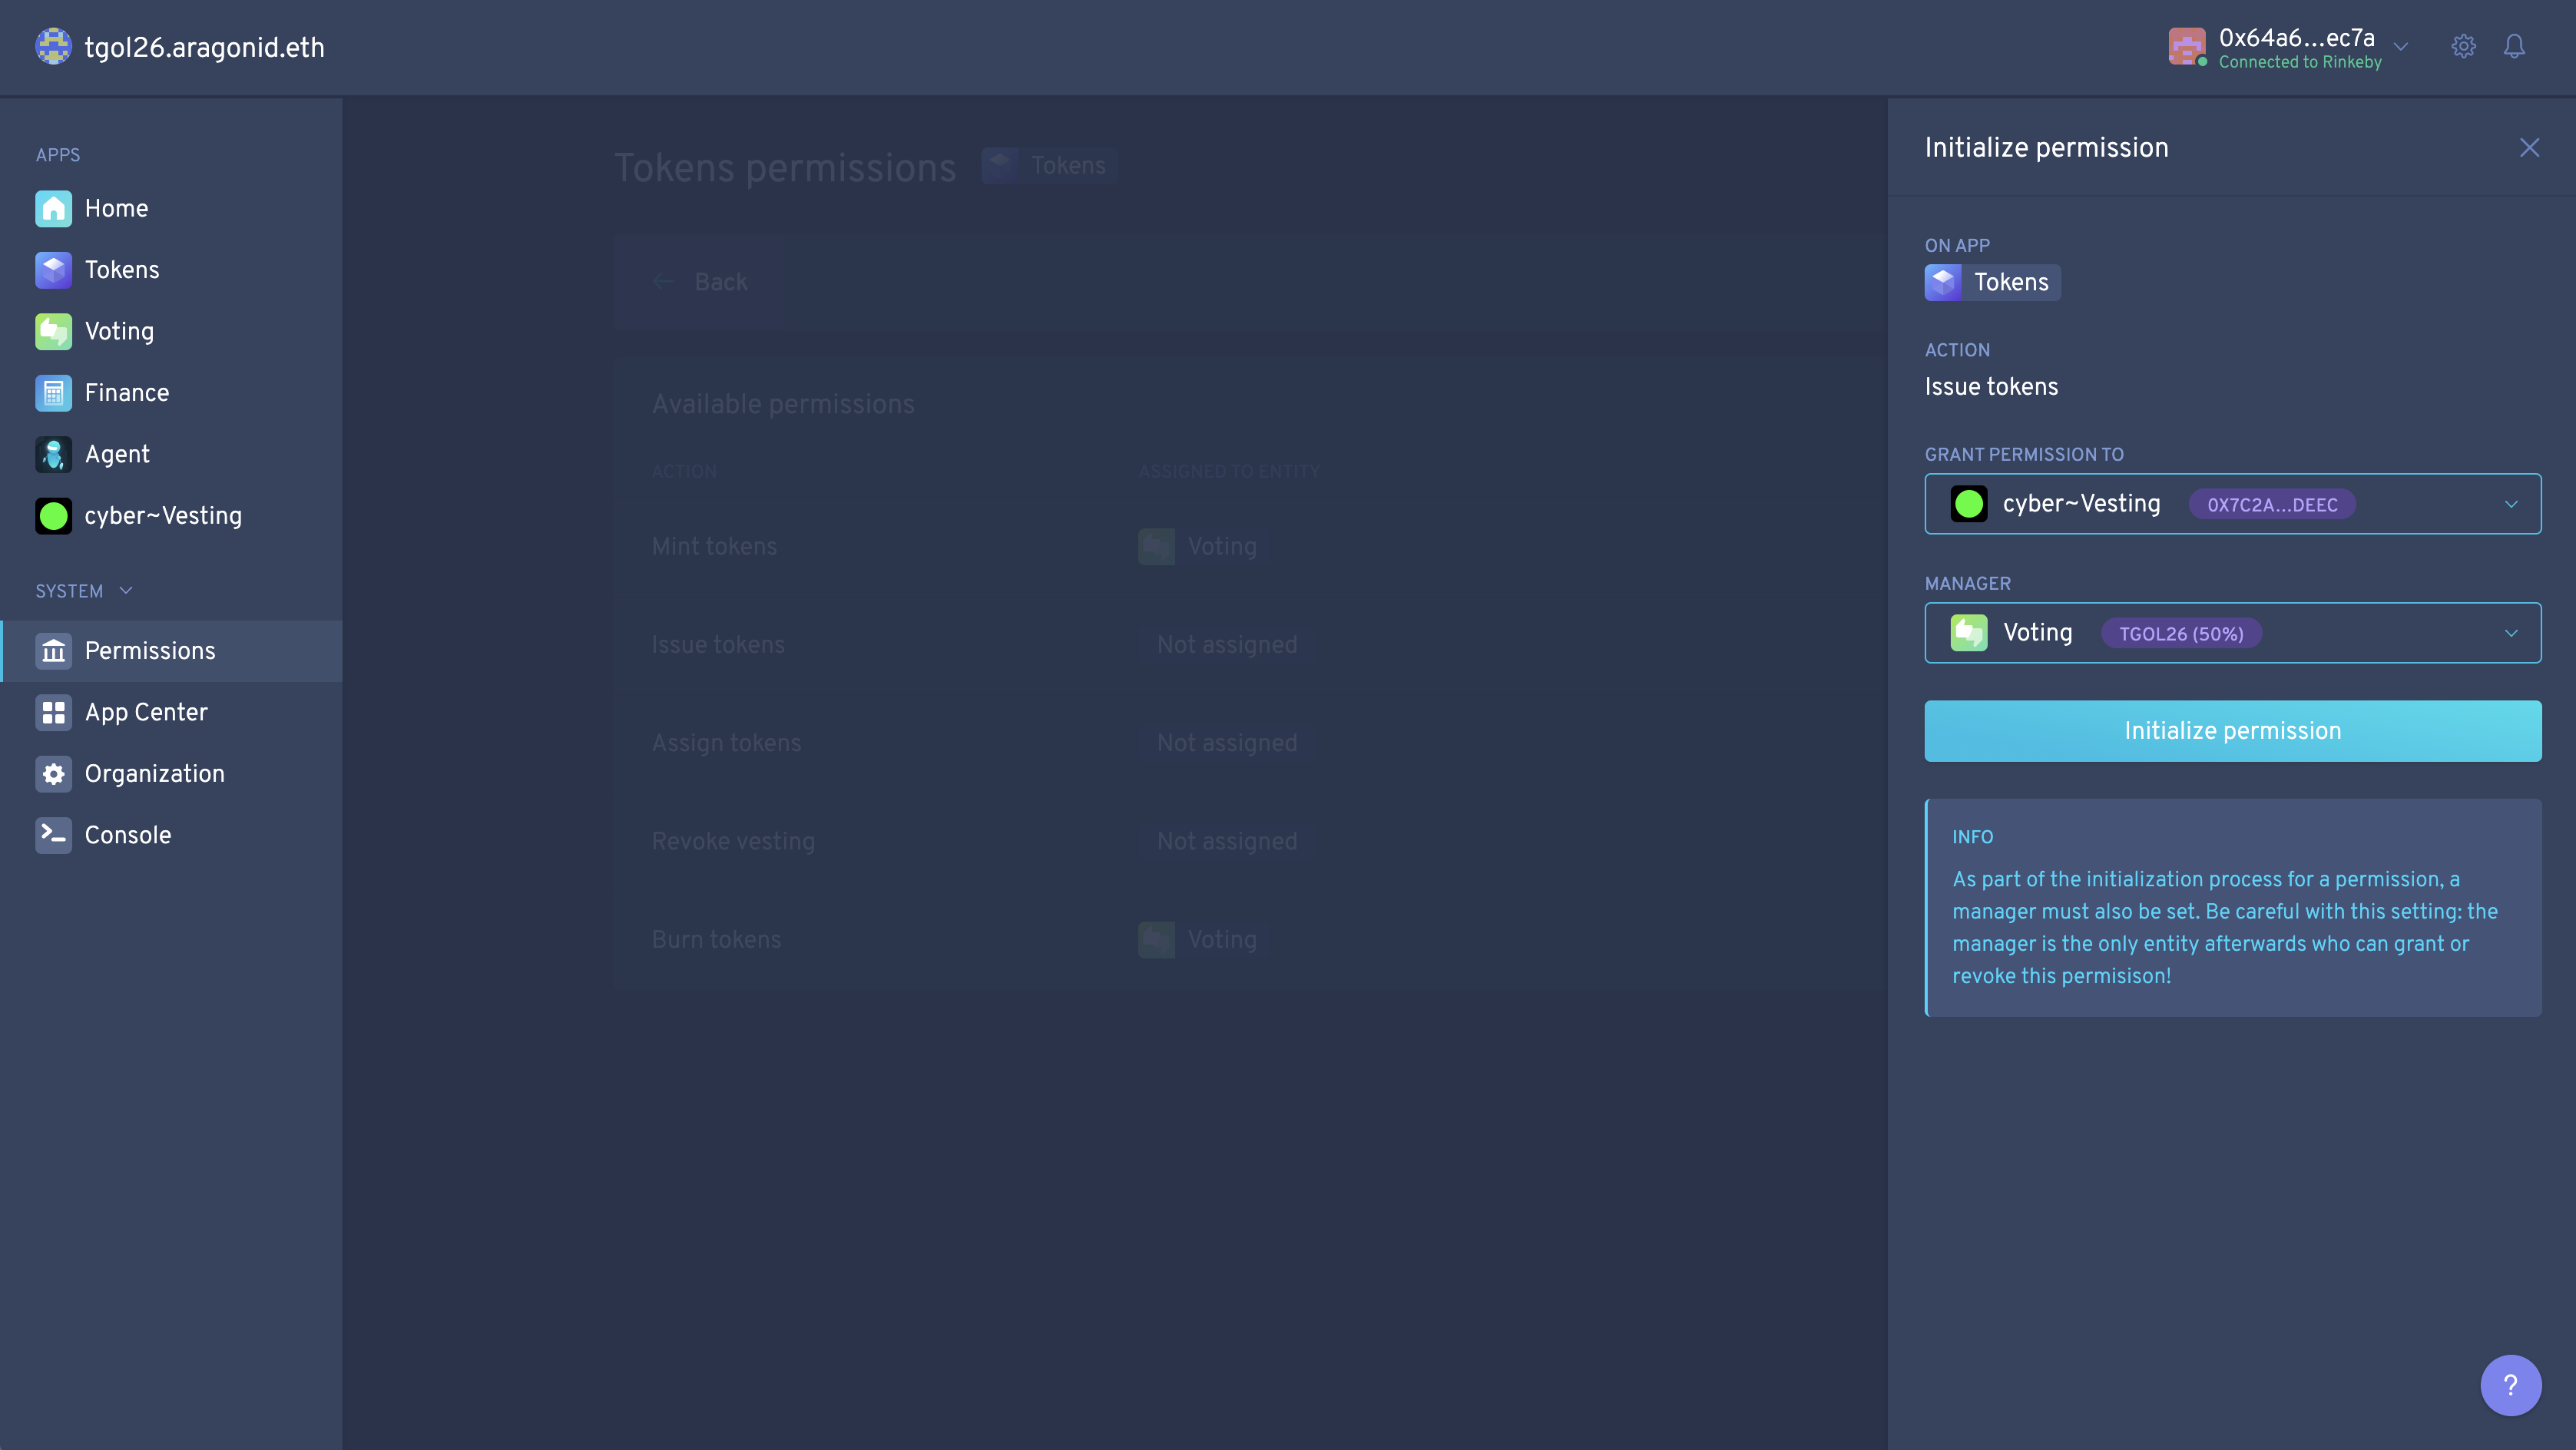 tgol26.aragonid.eth
0x64a6...ec7a
Connected to Rinkeby
APPS
Home
Tokens
Voting
Finance
Agent
cyber~Vesting
SYSTEM
Permissions
App Center
Organization
Console
Tokens permissions
Tokens
Back
Available permissions
ACTION
ASSIGNED TO ENTITY
Mint tokens
Voting
Issue tokens
Not assigned
Assign tokens
Not assigned
Revoke vesting
Not assigned
Burn tokens
Voting
Initialize permission
ON APP
Tokens
ACTION
Issue tokens
GRANT PERMISSION TO
cyber~Vesting 0X7C2A...DEEC
MANAGER
Voting TGOL26 (50%)
Initialize permission
INFO
As part of the initialization process for a permission, a
manager must also be set. Be careful with this setting: the
manager is the only entity afterwards who can grant or
revoke this permisison!
?